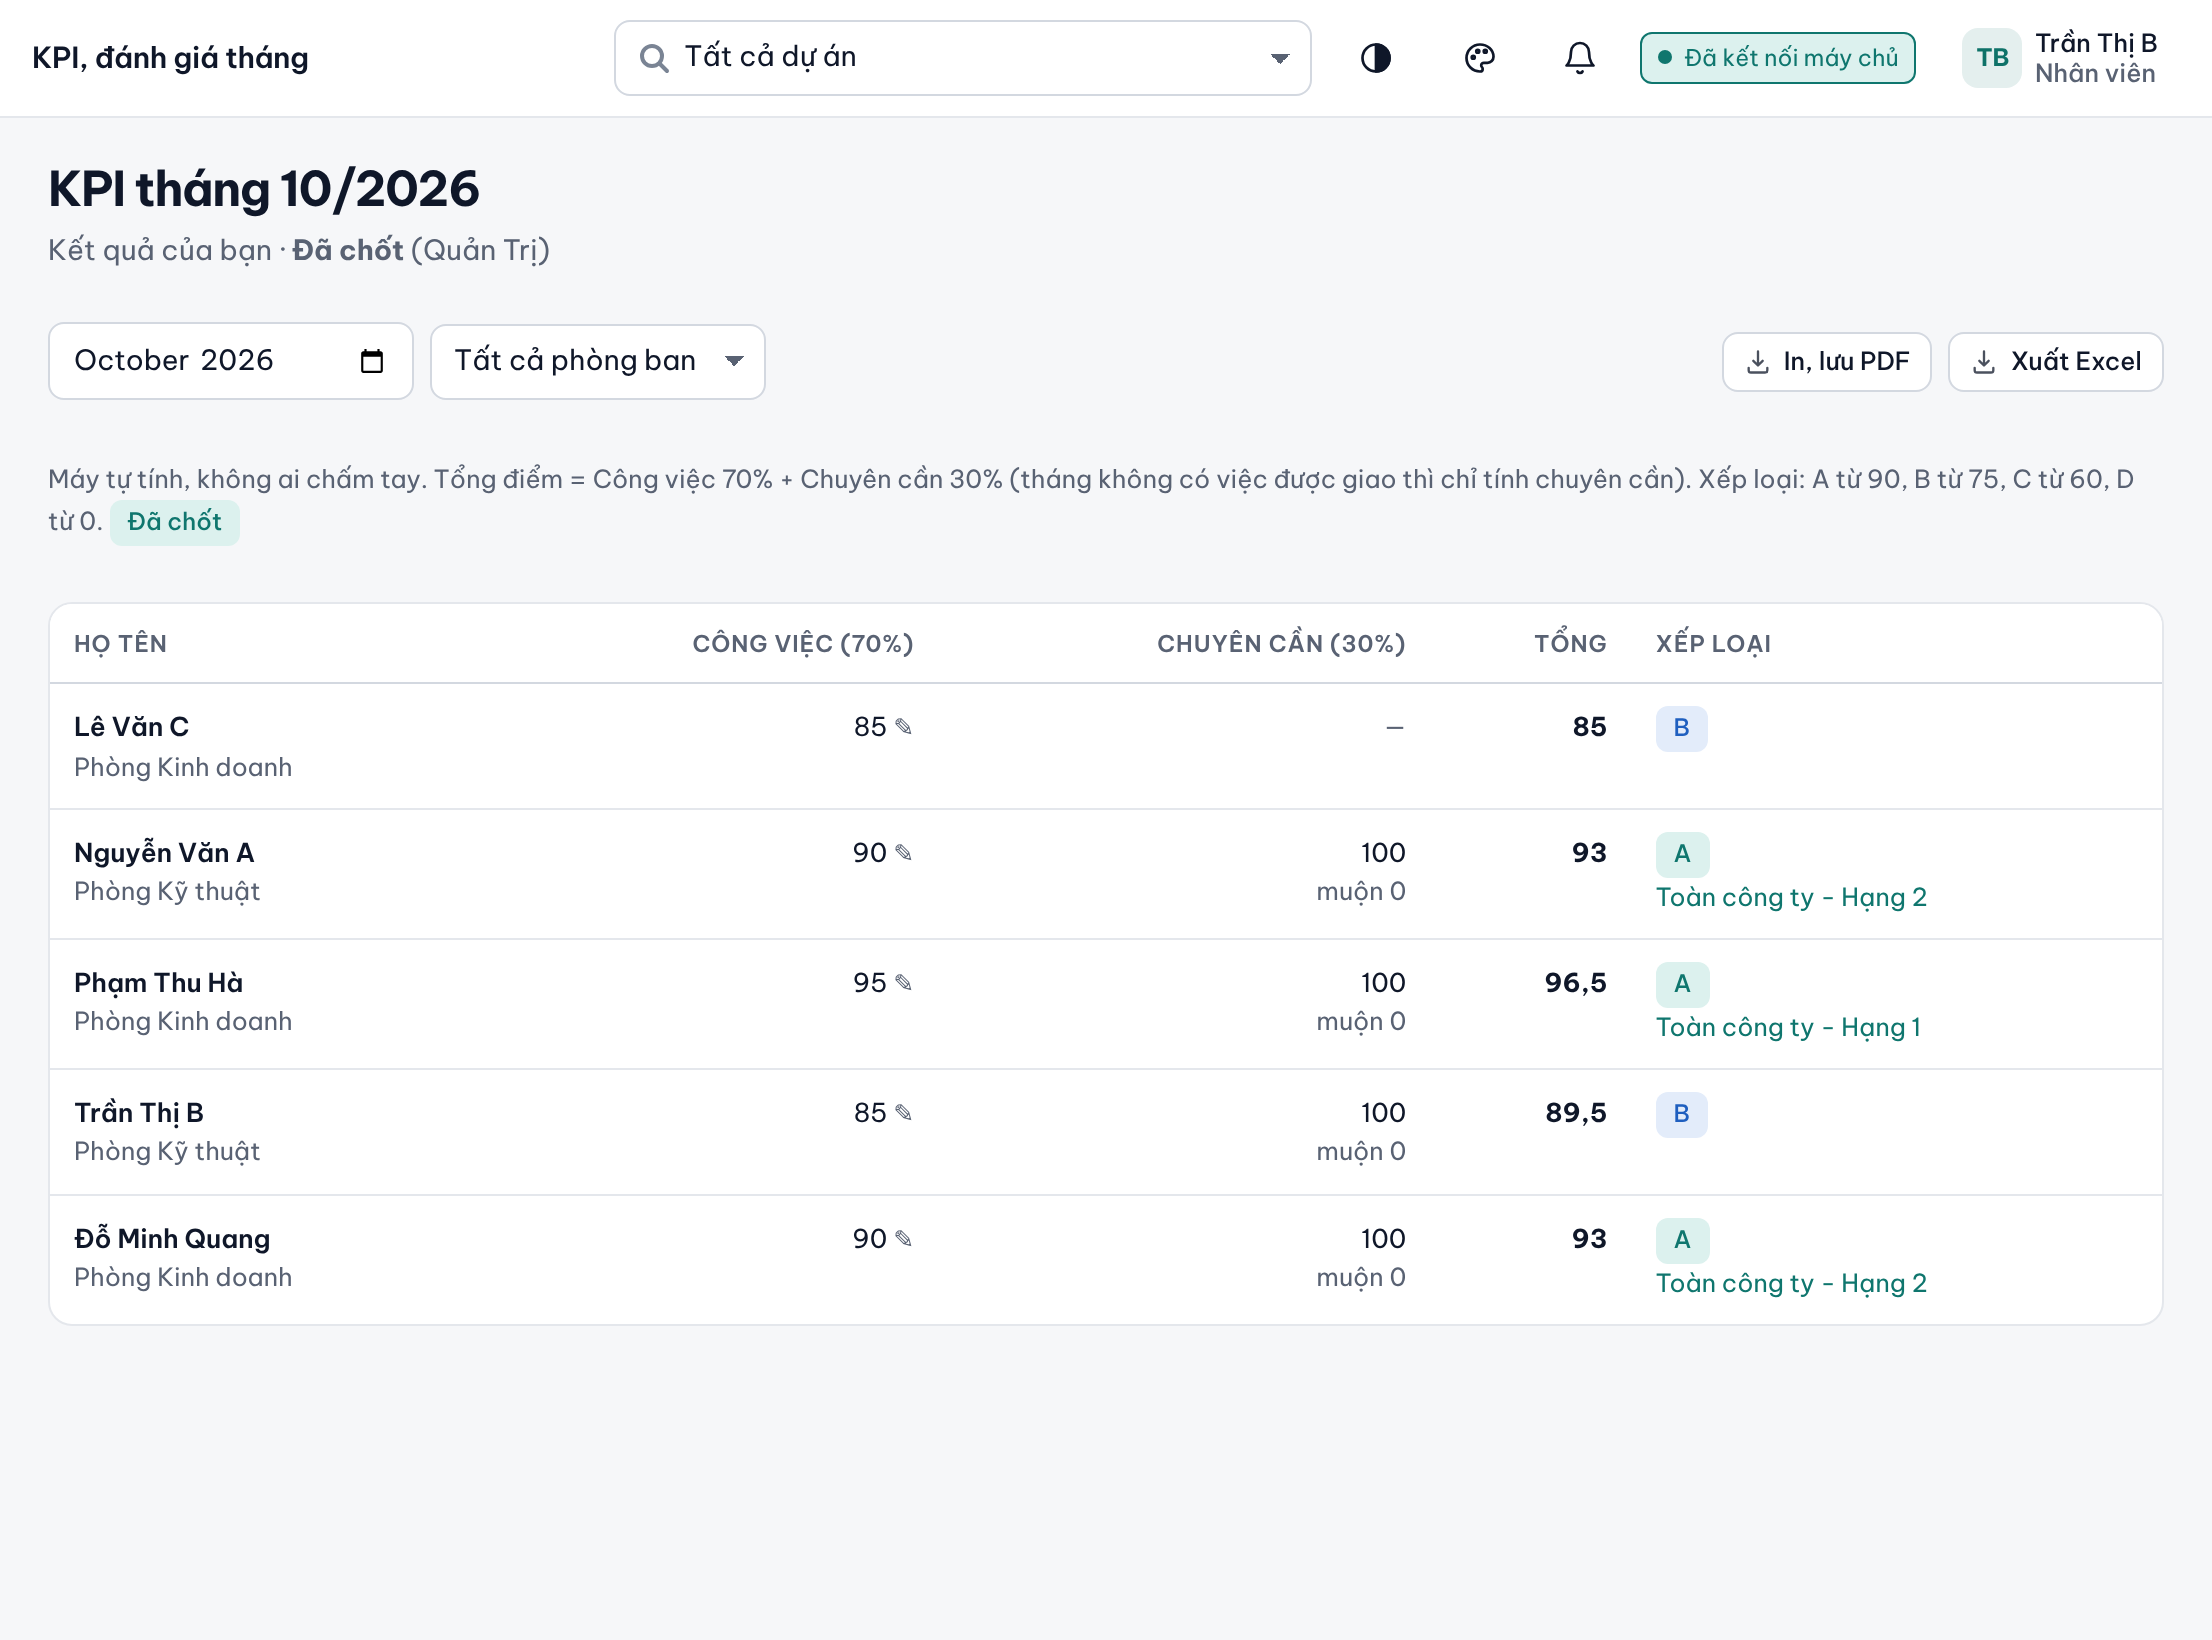 KPI, đánh giá tháng
Tất cả dự án
Đã kết nối máy chủ
TB
Trần Thị B
Nhân viên
KPI tháng 10/2026
Kết quả của bạn · Đã chốt (Quản Trị)
October 2026
Tất cả phòng ban
In, lưu PDF
Xuất Excel
Máy tự tính, không ai chấm tay. Tổng điểm = Công việc 70% + Chuyên cần 30% (tháng không có việc được giao thì chỉ tính chuyên cần). Xếp loại: A từ 90, B từ 75, C từ 60, D
từ 0. Đã chốt
HỌ TÊN CÔNG VIỆC (70%) CHUYÊN CẦN (30%) TỔNG XẾP LOẠI
Lê Văn C 85 ✎ — 85 B
Phòng Kinh doanh
Nguyễn Văn A 90 ✎ 100 93 A
Phòng Kỹ thuật muộn 0 Toàn công ty - Hạng 2
Phạm Thu Hà 95 ✎ 100 96,5 A
Phòng Kinh doanh muộn 0 Toàn công ty - Hạng 1
Trần Thị B 85 ✎ 100 89,5 B
Phòng Kỹ thuật muộn 0
Đỗ Minh Quang 90 ✎ 100 93 A
Phòng Kinh doanh muộn 0 Toàn công ty - Hạng 2